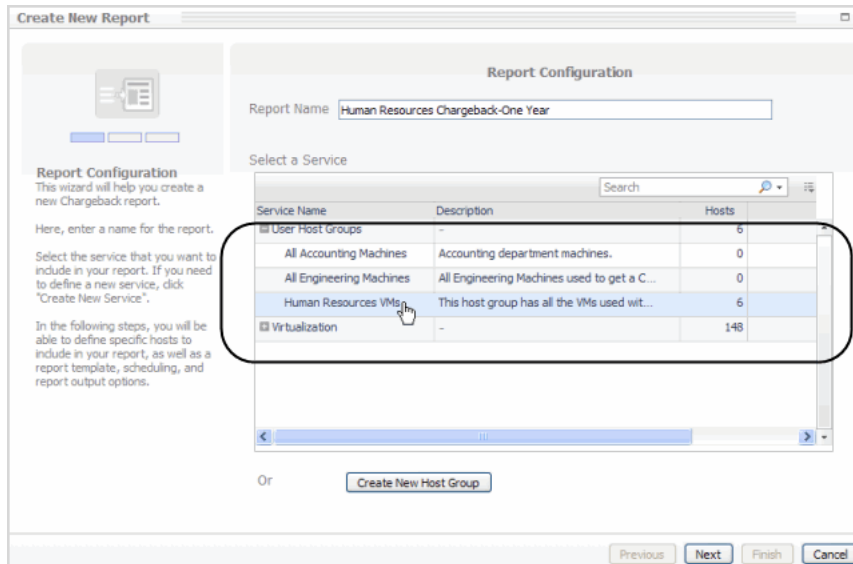 Create New Report
Report Configuration
This wizard will help you create a
new Chargeback report.
Here, enter a name for the report.
Select the service that you want to
include in your report. If you need
to define a new service, click
"Create New Service".
In the following steps, you will be
able to define specific hosts to
include in your report, as well as a
report template, scheduling, and
report output options.
Report Configuration
Report Name Human Resources Chargeback-One Year
Select a Service
Search
Service Name Description Hosts
User Host Groups - 6
All Accounting Machines Accounting department machines. 0
All Engineering Machines All Engineering Machines used to get a C... 0
Human Resources VMs This host group has all the VMs used wit... 6
Virtualization - 148
Or Create New Host Group
Previous Next Finish Cancel